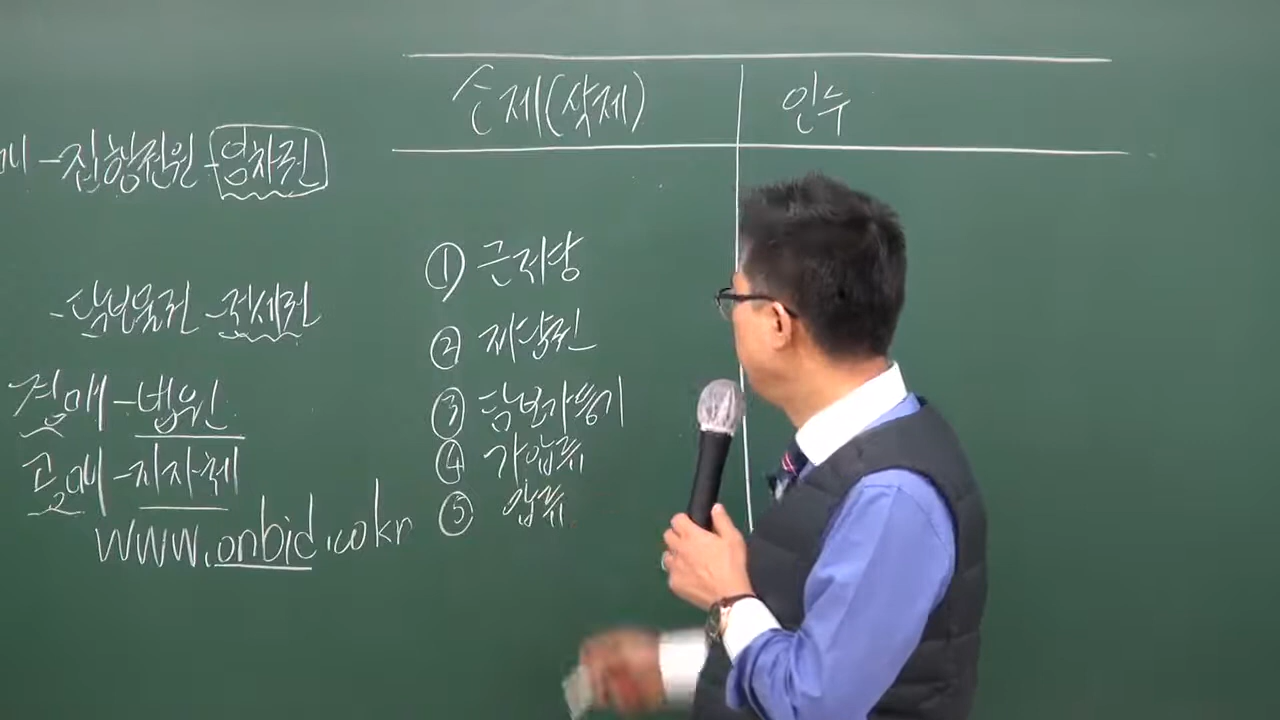 매 - 집행권원 - 임차권
- 담보물권 - 전세권
경매 - 법원
공매 - 지자체
www.onbid.co.kr
소제(삭제) 인수
① 근저당
② 저당권
③ 담보가등기
④ 가압류
⑤ 압류